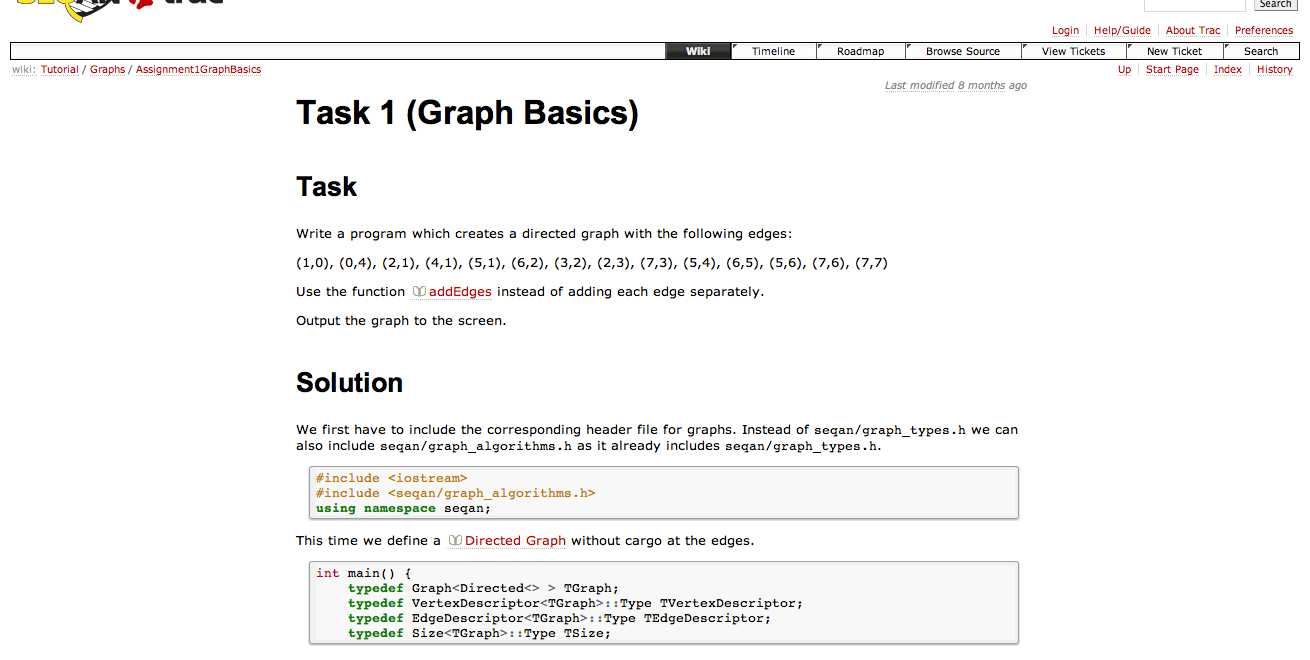 trac
Search
Login Help/Guide About Trac Preferences
Wiki Timeline Roadmap Browse Source View Tickets New Ticket Search
wiki: Tutorial / Graphs / Assignment1GraphBasics
Up Start Page Index History
Last modified 8 months ago
Task 1 (Graph Basics)
Task
Write a program which creates a directed graph with the following edges:
(1,0), (0,4), (2,1), (4,1), (5,1), (6,2), (3,2), (2,3), (7,3), (5,4), (6,5), (5,6), (7,6), (7,7)
Use the function addEdges instead of adding each edge separately.
Output the graph to the screen.
Solution
We first have to include the corresponding header file for graphs. Instead of seqan/graph_types.h we can
also include seqan/graph_algorithms.h as it already includes seqan/graph_types.h.
#include <iostream>
#include <seqan/graph_algorithms.h>
using namespace seqan;
This time we define a Directed Graph without cargo at the edges.
int main() {
typedef Graph<Directed<> > TGraph;
typedef VertexDescriptor<TGraph>::Type TVertexDescriptor;
typedef EdgeDescriptor<TGraph>::Type TEdgeDescriptor;
typedef Size<TGraph>::Type TSize;